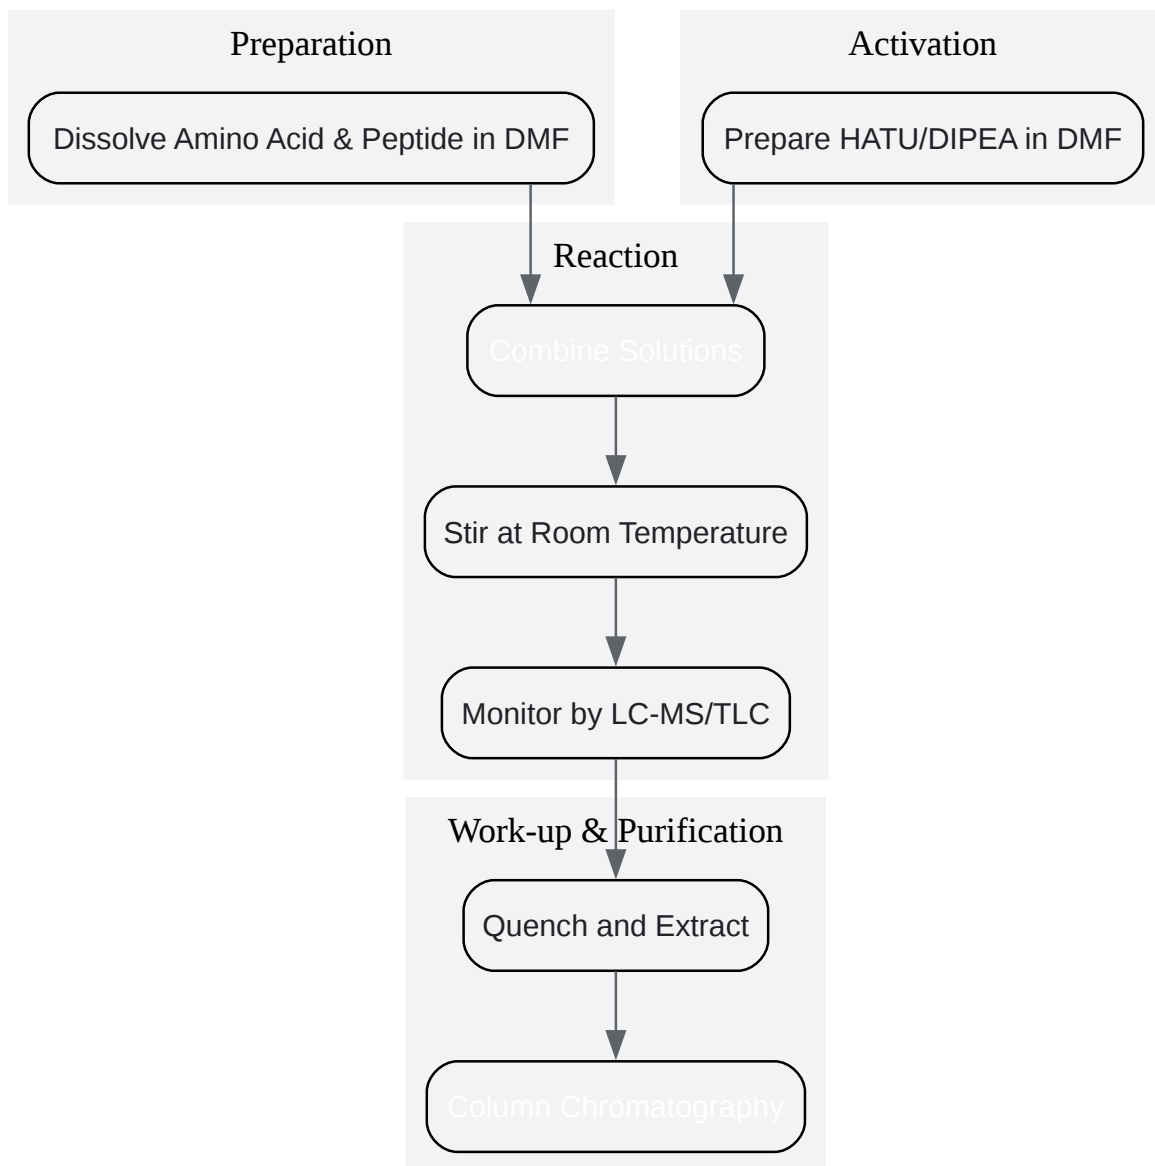 Preparation
Activation
Dissolve Amino Acid & Peptide in DMF
Prepare HATU/DIPEA in DMF
Reaction
Combine Solutions
Stir at Room Temperature
Monitor by LC-MS/TLC
Work-up & Purification
Quench and Extract
Column Chromatography